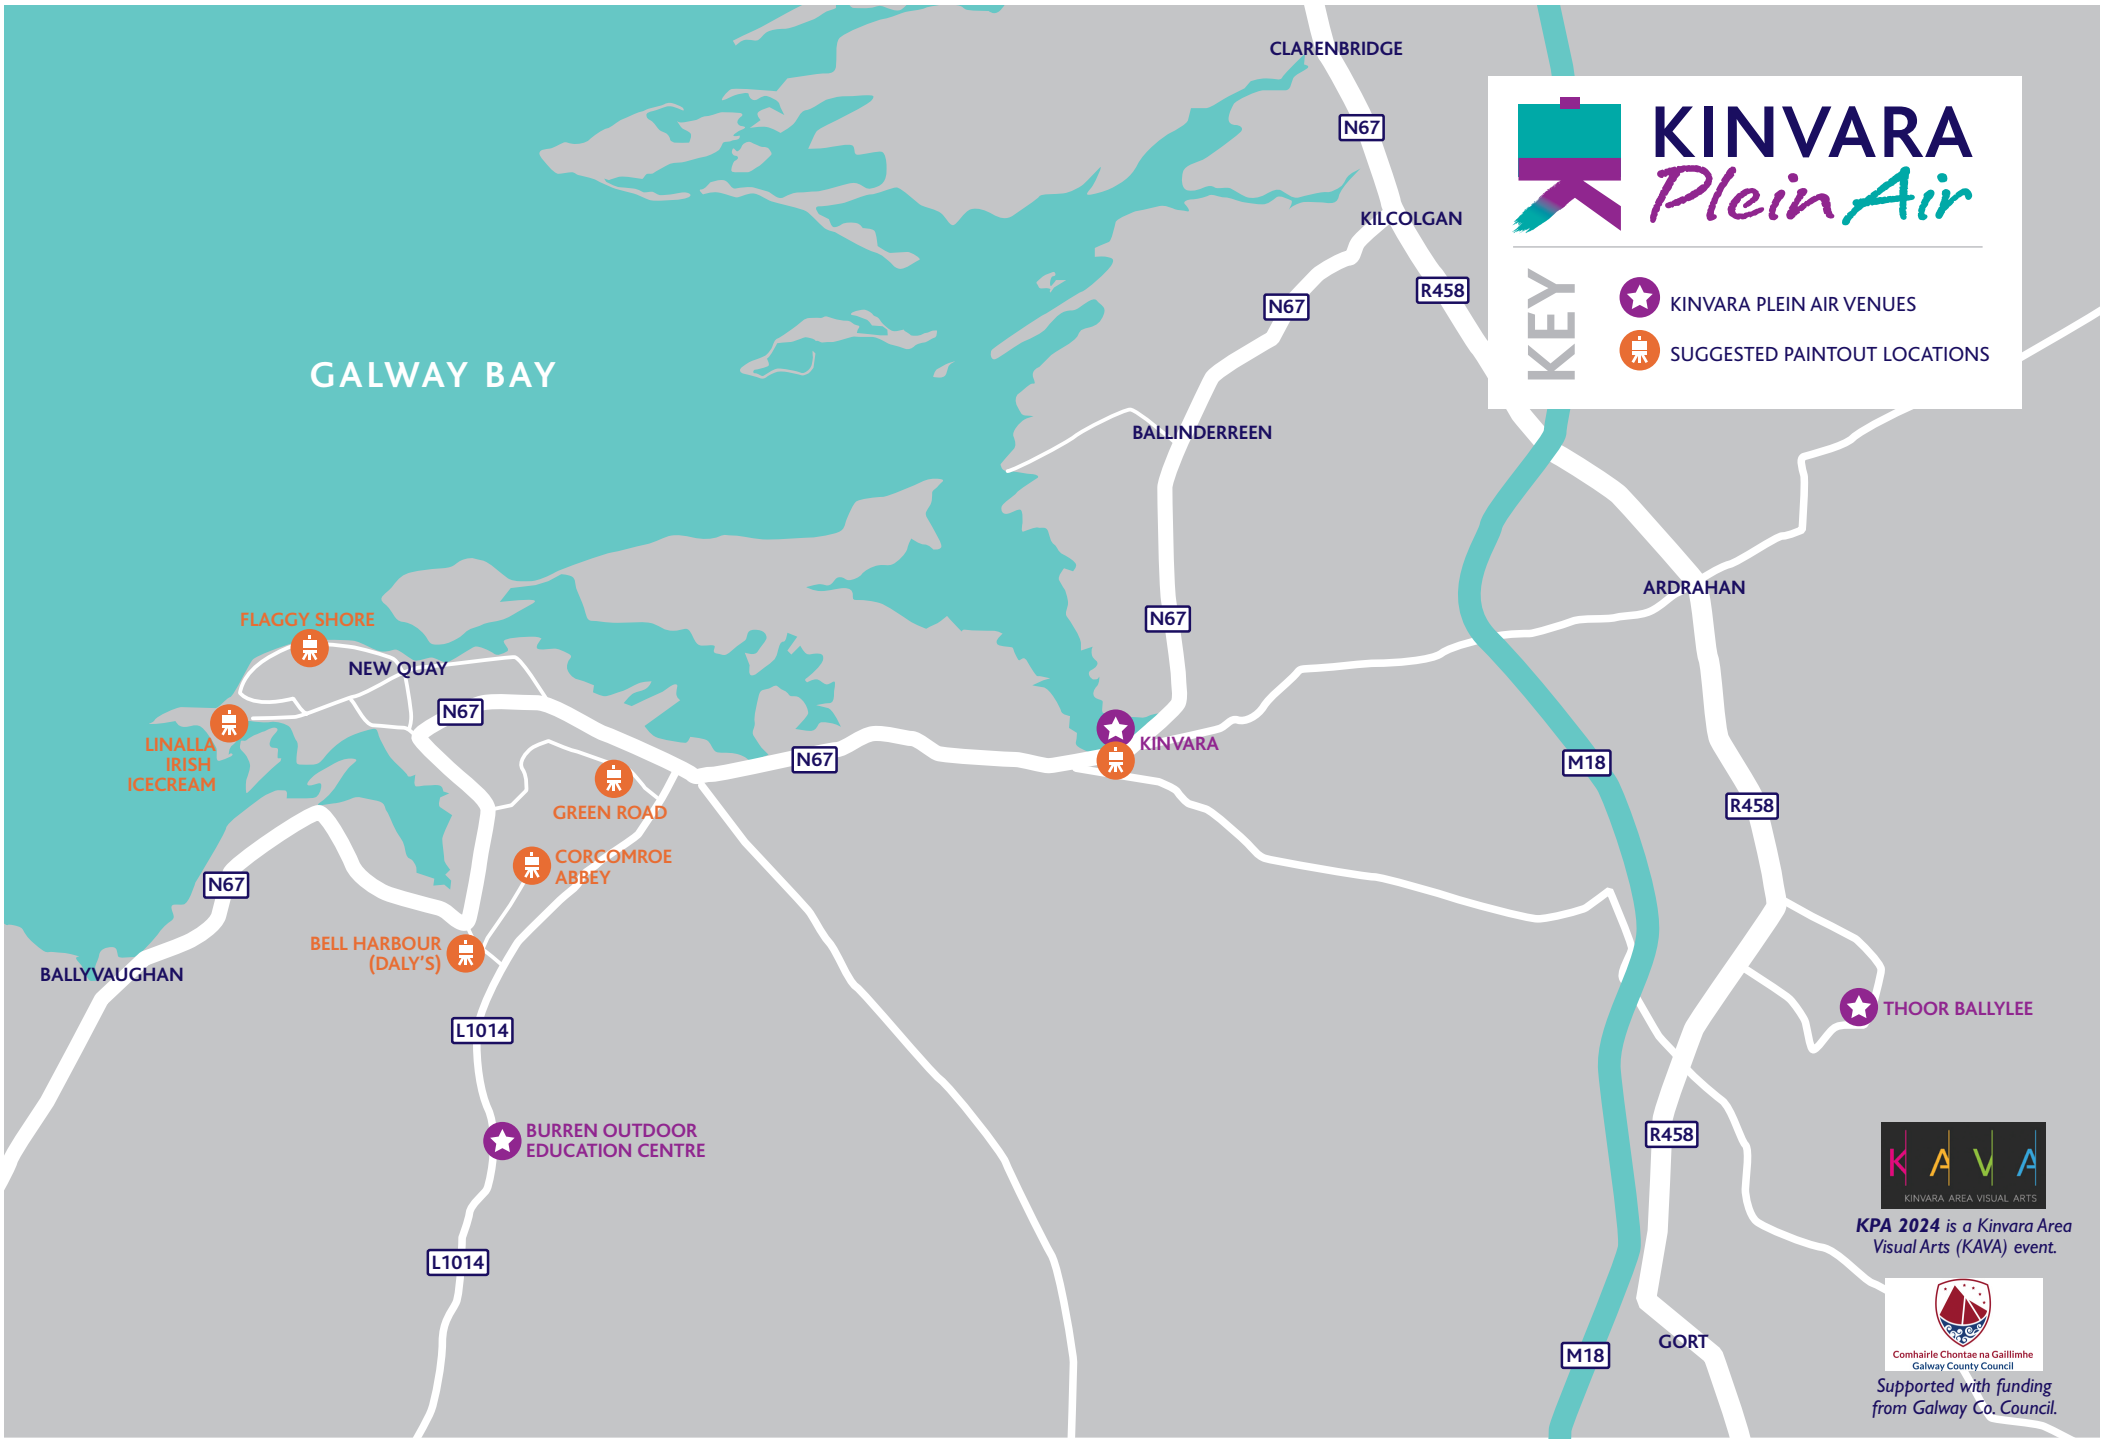 CLARENBRIDGE
N67
KINVARA
Plein Air
KILCOLGAN
KEY
R458
KINVARA PLEIN AIR VENUES
N67
SUGGESTED PAINTOUT LOCATIONS
GALWAY BAY
BALLINDERREEN
ARDRAHAN
FLAGGY SHORE
N67
NEW QUAY
N67
LINALLA
IRISH
ICECREAM
KINVARA
N67
M18
GREEN ROAD
R458
CORCOMROE
ABBEY
N67
BELL HARBOUR
(DALY'S)
BALLYVAUGHAN
THOOR BALLYLEE
L1014
BURREN OUTDOOR
EDUCATION CENTRE
R458
KAVA
KINVARA AREA VISUAL ARTS
KPA 2024 is a Kinvara Area
Visual Arts (KAVA) event.
L1014
GORT
M18
Comhairle Chontae na Gaillimhe
Galway County Council
Supported with funding
from Galway Co. Council.